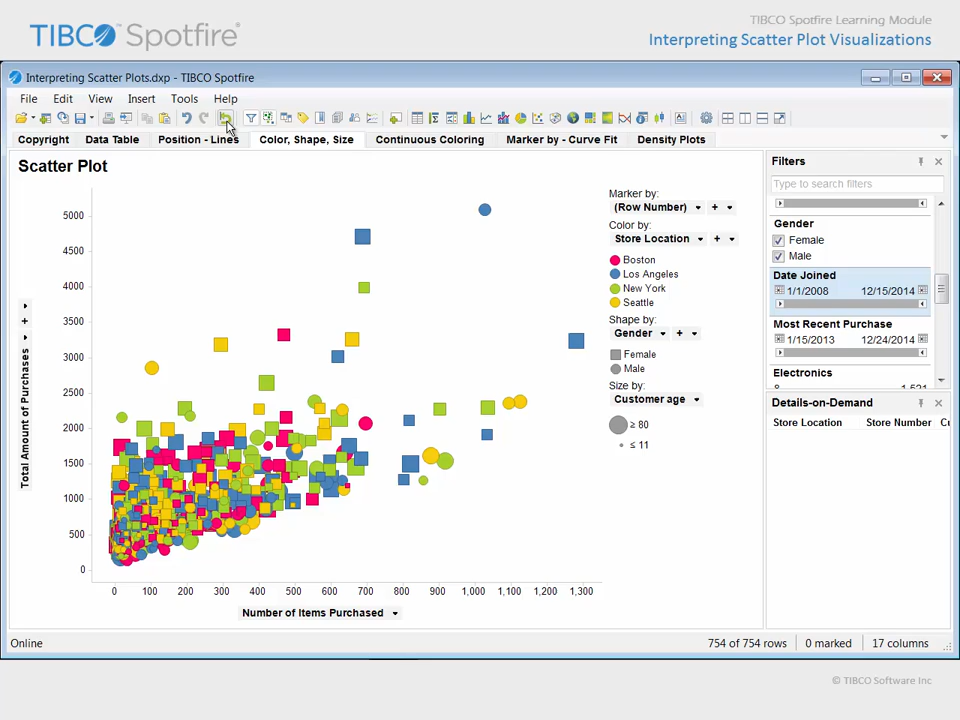 TIBCO Spotfire®
TIBCO Spotfire Learning Module
Interpreting Scatter Plot Visualizations
Interpreting Scatter Plots.dxp - TIBCO Spotfire
File Edit View Insert Tools Help
Copyright Data Table Position - Lines Color, Shape, Size Continuous Coloring Marker by - Curve Fit Density Plots
Scatter Plot
Total Amount of Purchases
5000
4500
4000
3500
3000
2500
2000
1500
1000
500
0
0 100 200 300 400 500 600 700 800 900 1,000 1,100 1,200 1,300
Number of Items Purchased
Marker by:
(Row Number) +
Color by:
Store Location +
Boston
Los Angeles
New York
Seattle
Shape by:
Gender +
Female
Male
Size by:
Customer age
≥ 80
≤ 11
Filters
Type to search filters
Gender
Female
Male
Date Joined
1/1/2008 12/15/2014
Most Recent Purchase
1/15/2013 12/24/2014
Electronics
Details-on-Demand
Store Location Store Number
Online
754 of 754 rows 0 marked 17 columns
© TIBCO Software Inc